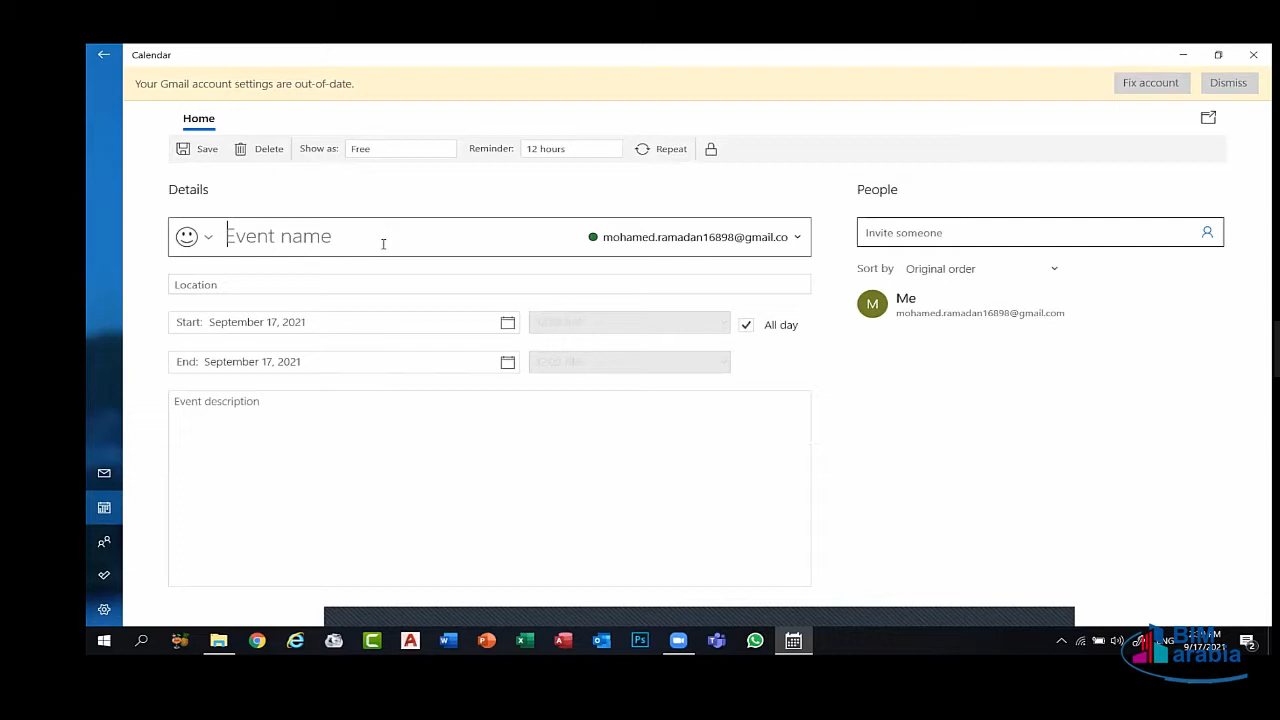 Calendar
Your Gmail account settings are out-of-date.
Fix account
Dismiss
Home
Save
Delete
Show as:
Free
Reminder:
12 hours
Repeat
Details
People
Event name
mohamed.ramadan16898@gmail.co
Invite someone
Location
Sort by
Original order
Me
mohamed.ramadan16898@gmail.com
Start: September 17, 2021
All day
End: September 17, 2021
Event description
9/17/2021
2
BIM
arabia